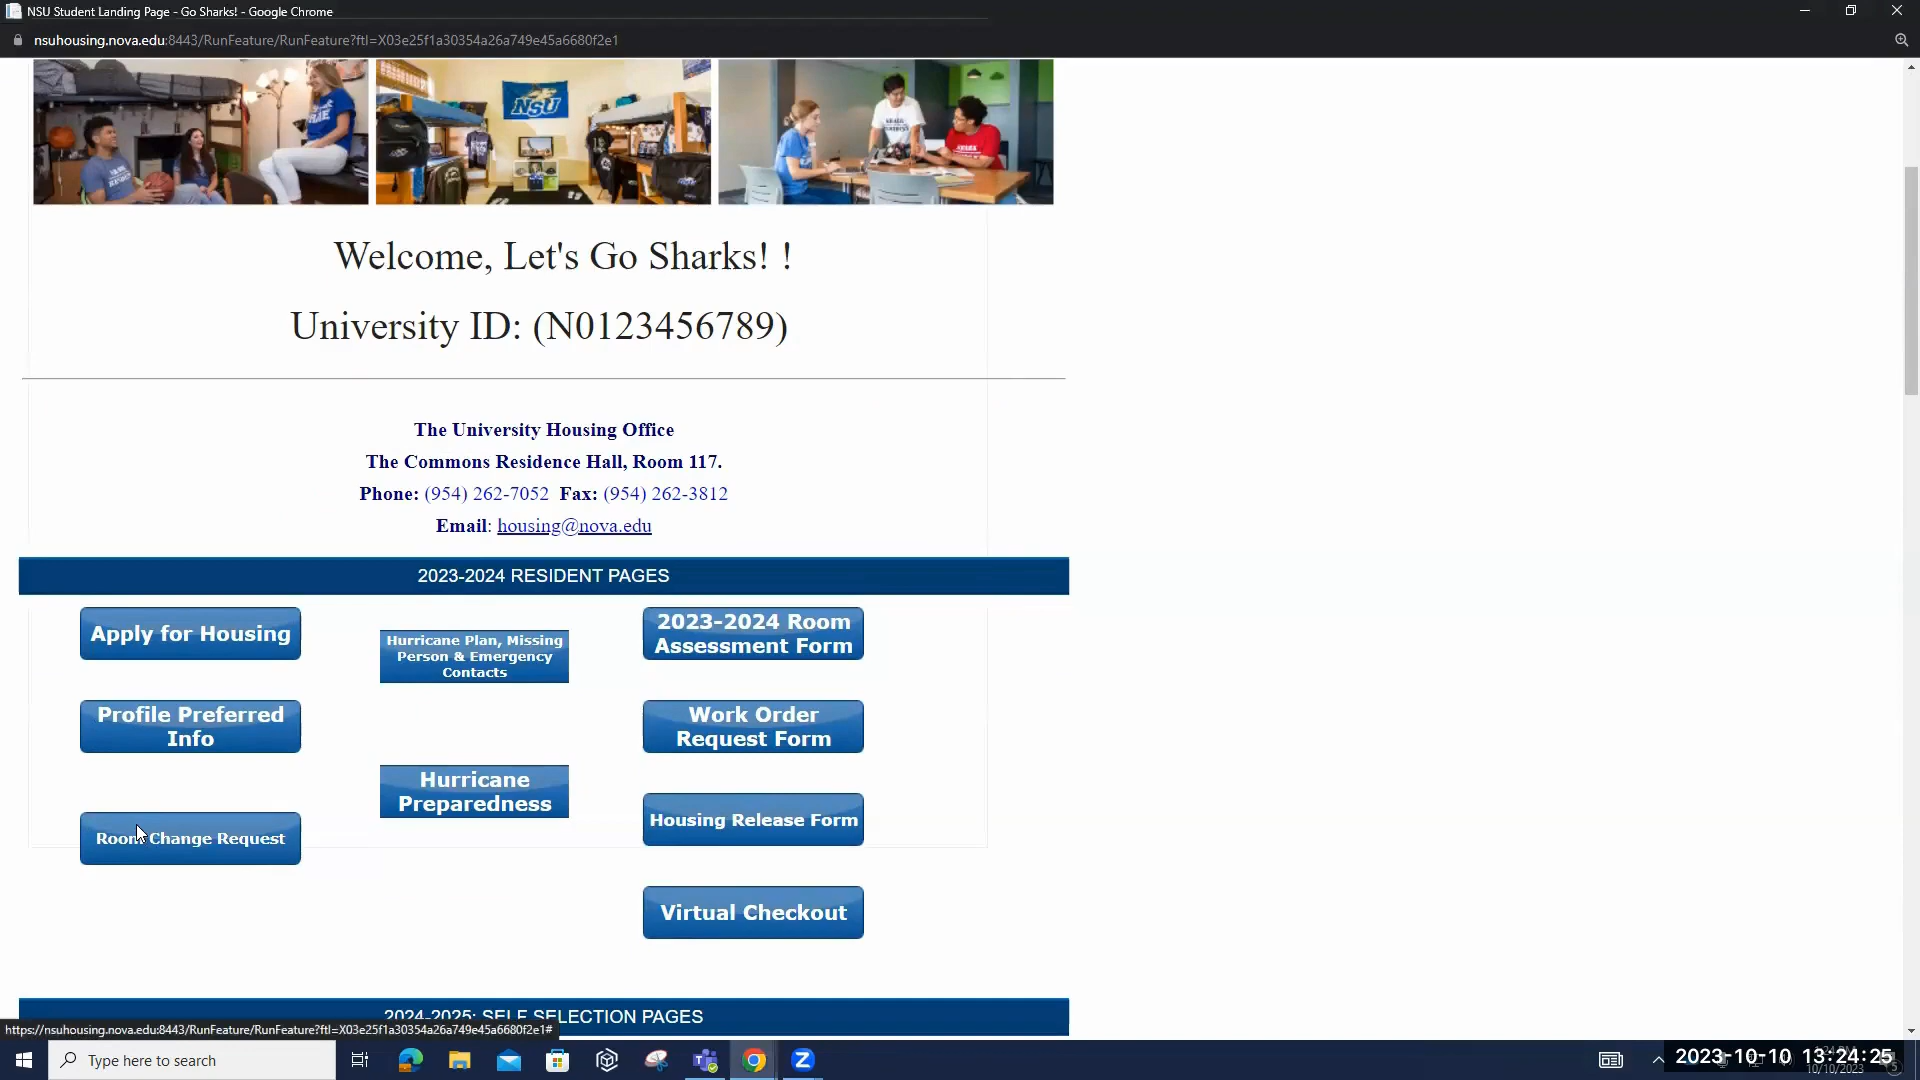 NSU Student Landing Page - Go Sharks! - Google Chrome
nsuhousing.nova.edu:8443/RunFeature/RunFeature?ftl=X03e25f1a30354a26a749e45a6680f2e1
NSU
Welcome, Let's Go Sharks! !
University ID: (N0123456789)
The University Housing Office
The Commons Residence Hall, Room 117.
Phone: (954) 262-7052 Fax: (954) 262-3812
Email: housing@nova.edu
2023-2024 RESIDENT PAGES
Apply for Housing
Hurricane Plan, Missing
Person & Emergency
Contacts
2023-2024 Room
Assessment Form
Profile Preferred
Info
Work Order
Request Form
Hurricane
Preparedness
Room Change Request
Housing Release Form
Virtual Checkout
2024-2025: SELF SELECTION PAGES
https://nsuhousing.nova.edu:8443/RunFeature/RunFeature?ftl=X03e25f1a30354a26a749e45a6680f2e1#
Type here to search
2023-10-10 13:24:25
10/10/2023